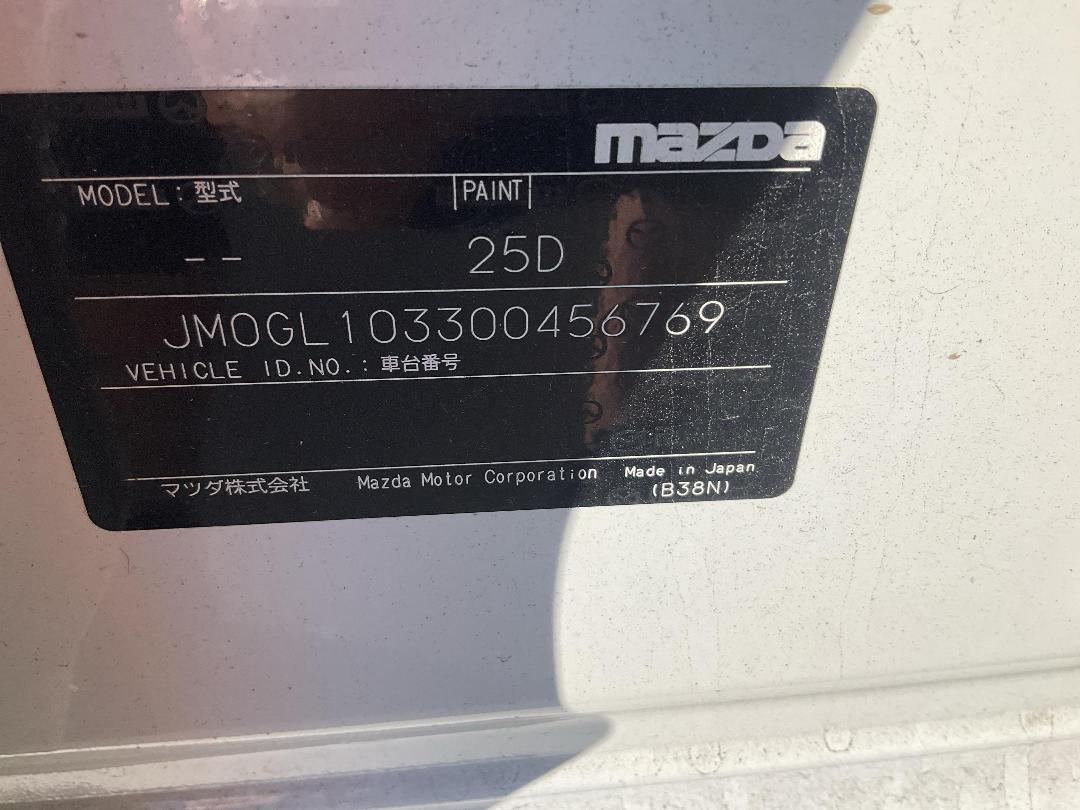 mazda
MODEL : 型式 PAINT
-- 25D
JM0GL103300456769
VEHICLE ID.NO. : 車台番号
マツダ株式会社 Mazda Motor Corporation Made in Japan
(B38N)